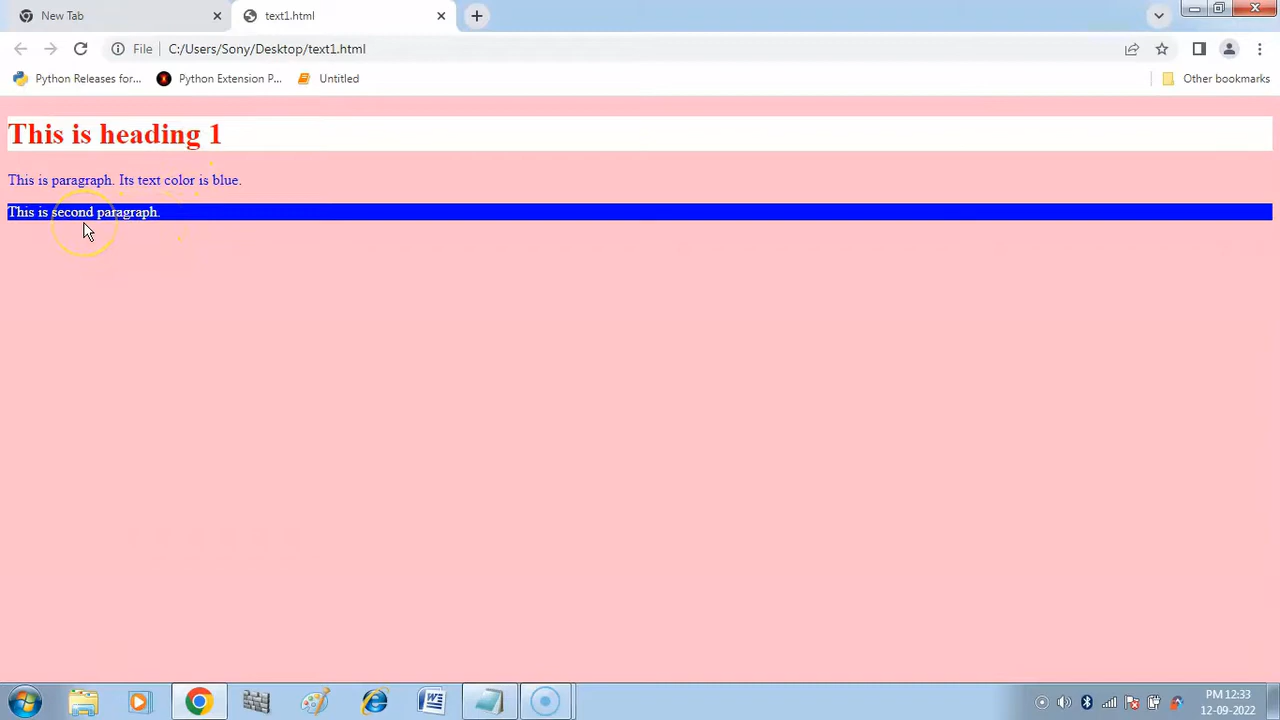 New Tab
text1.html
File
C:/Users/Sony/Desktop/text1.html
Python Releases for...
Python Extension P...
Untitled
Other bookmarks
This is heading 1
This is paragraph. Its text color is blue.
This is second paragraph.
PM 12:33
12-09-2022